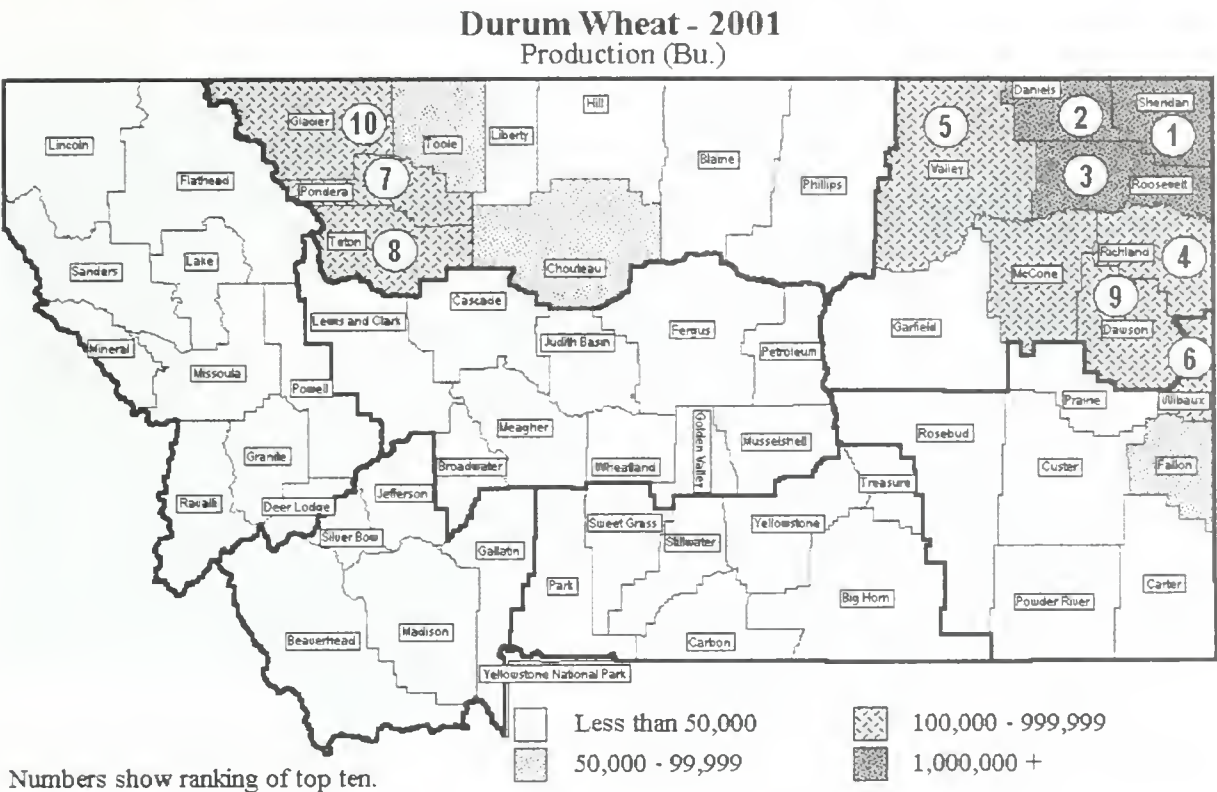 Durum Wheat - 2001
Production (Bu.)
Daniels
Hill
Sheridan
Glacier
10
5
2
1
Toole
Liberty
Lincoln
Blaine
Valley
7
3
Flathead
Pondera
Phillips
Roosevelt
Teton
8
Richland
4
Lake
Sanders
Chouteau
McCone
9
Cascade
Lewis and Clark
Fergus
Garfield
Dawson
Judith Basin
Mineral
Petroleum
6
Missoula
Powell
Prairie
Wibaux
Meagher
Golden Valley
Musselshell
Rosebud
Granite
Broadwater
Wheatland
Custer
Fallon
Jefferson
Treasure
Ravalli
Deer Lodge
Sweet Grass
Yellowstone
Silver Bow
Stillwater
Gallatin
Park
Carter
Big Horn
Powder River
Madison
Beaverhead
Carbon
Yellowstone National Park
Less than 50,000
100,000 - 999,999
50,000 - 99,999
1,000,000 +
Numbers show ranking of top ten.